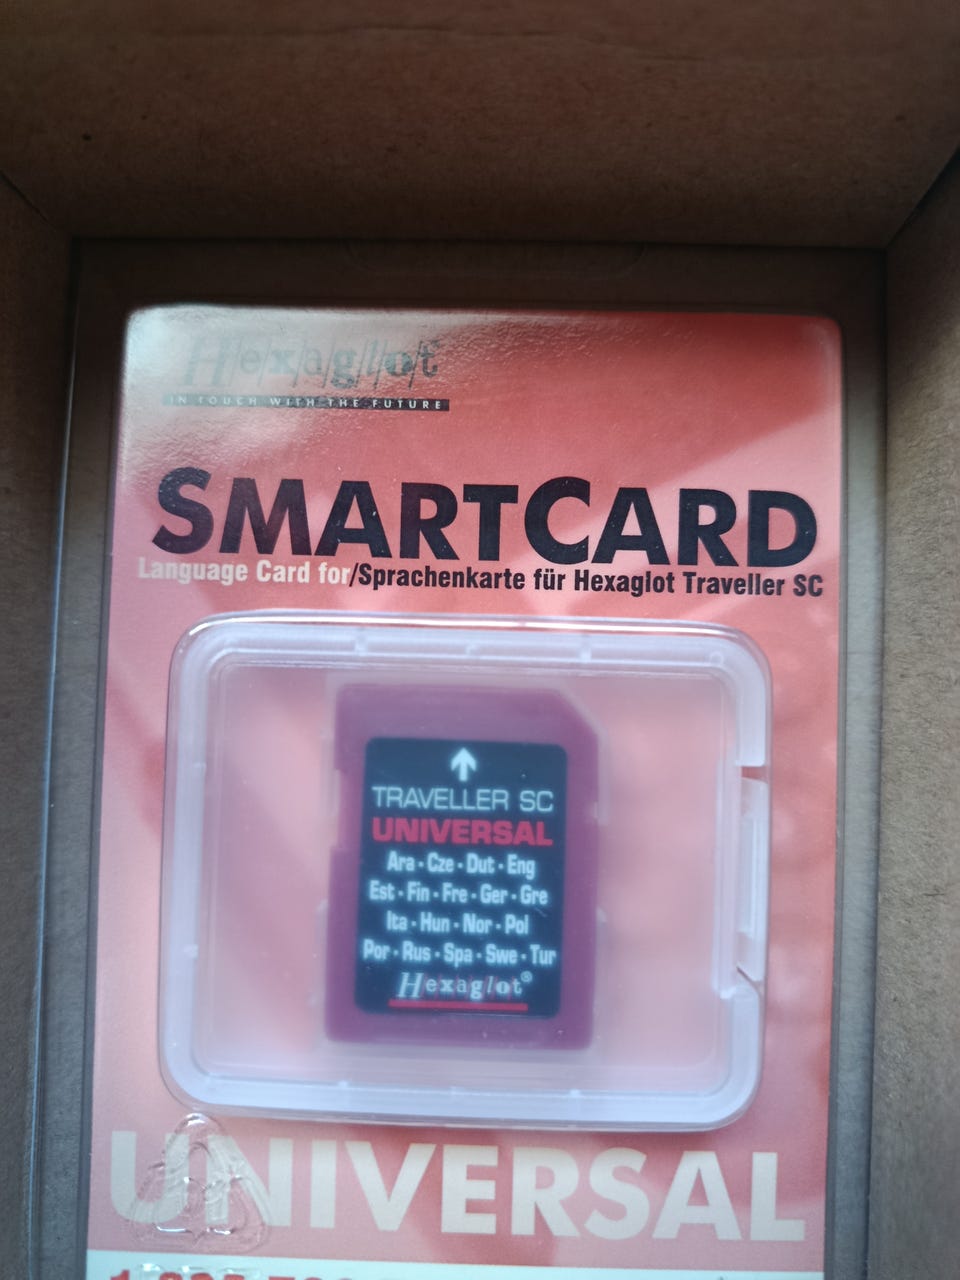 Hexaglot
IN TOUCH WITH THE FUTURE
SMARTCARD
Language Card for/Sprachenkarte für Hexaglot Traveller SC
TRAVELLER SC
UNIVERSAL
Ara · Cze · Dut · Eng
Est · Fin · Fre · Ger · Gre
Ita · Hun · Nor · Pol
Por · Rus · Spa · Swe · Tur
Hexaglot®
UNIVERSAL